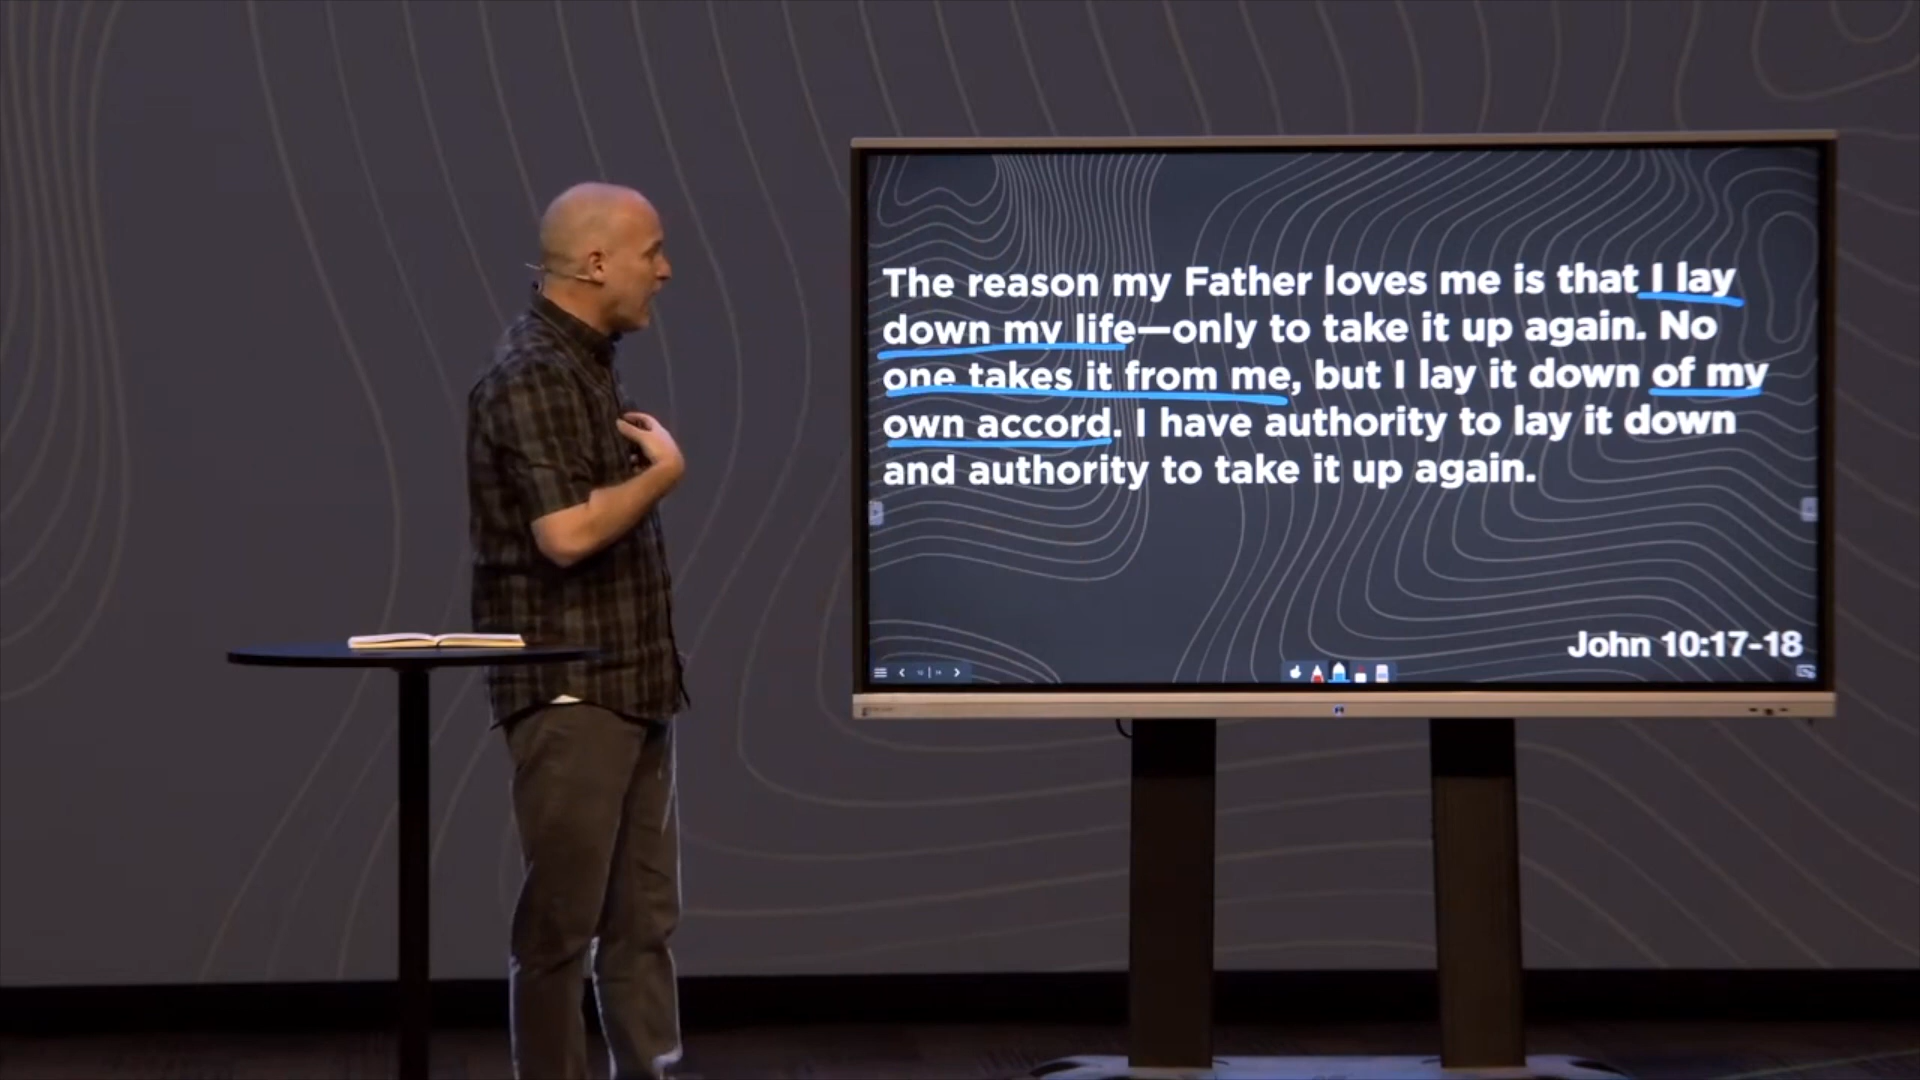 The reason my Father loves me is that I lay
down my life—only to take it up again. No
one takes it from me, but I lay it down of my
own accord. I have authority to lay it down
and authority to take it up again.
John 10:17-18